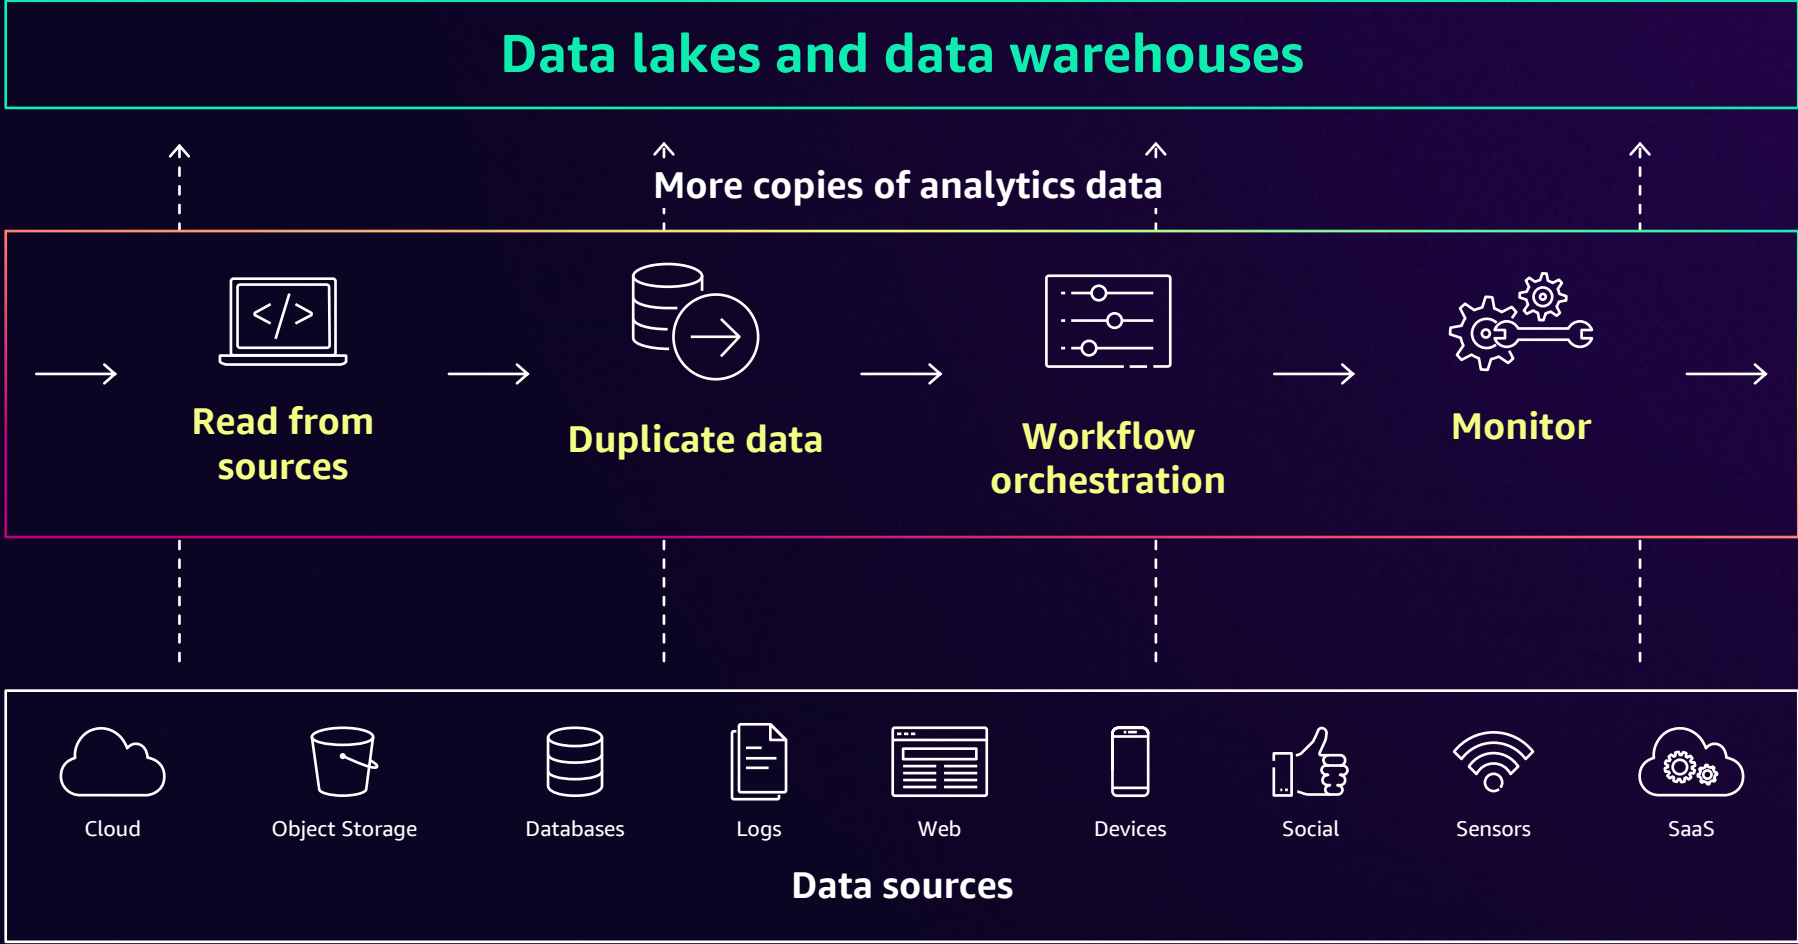 Data lakes and data warehouses
More copies of analytics data
</>
Read from
sources
Duplicate data
Workflow
orchestration
Monitor
Cloud
Object Storage
Databases
Logs
Web
Devices
Social
Sensors
SaaS
Data sources